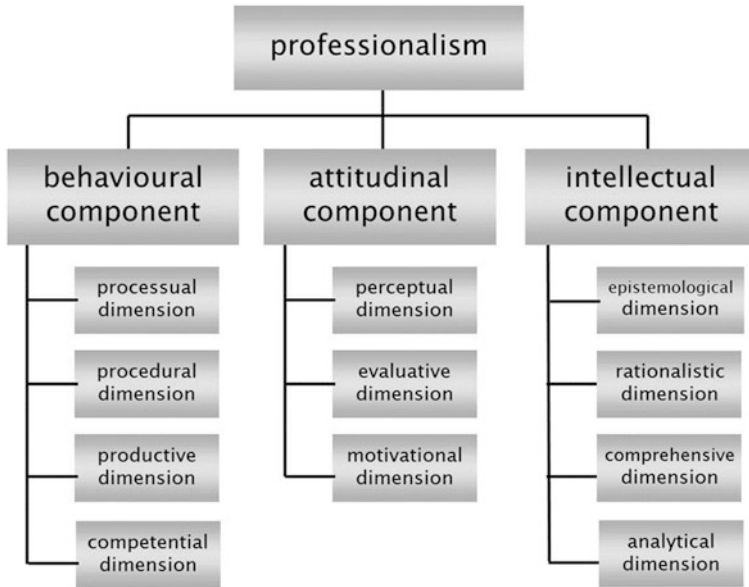 professionalism
behavioural
component
processual
dimension
procedural
dimension
productive
dimension
competential
dimension
attitudinal
component
perceptual
dimension
evaluative
dimension
motivational
dimension
intellectual
component
epistemological
dimension
rationalistic
dimension
comprehensive
dimension
analytical
dimension